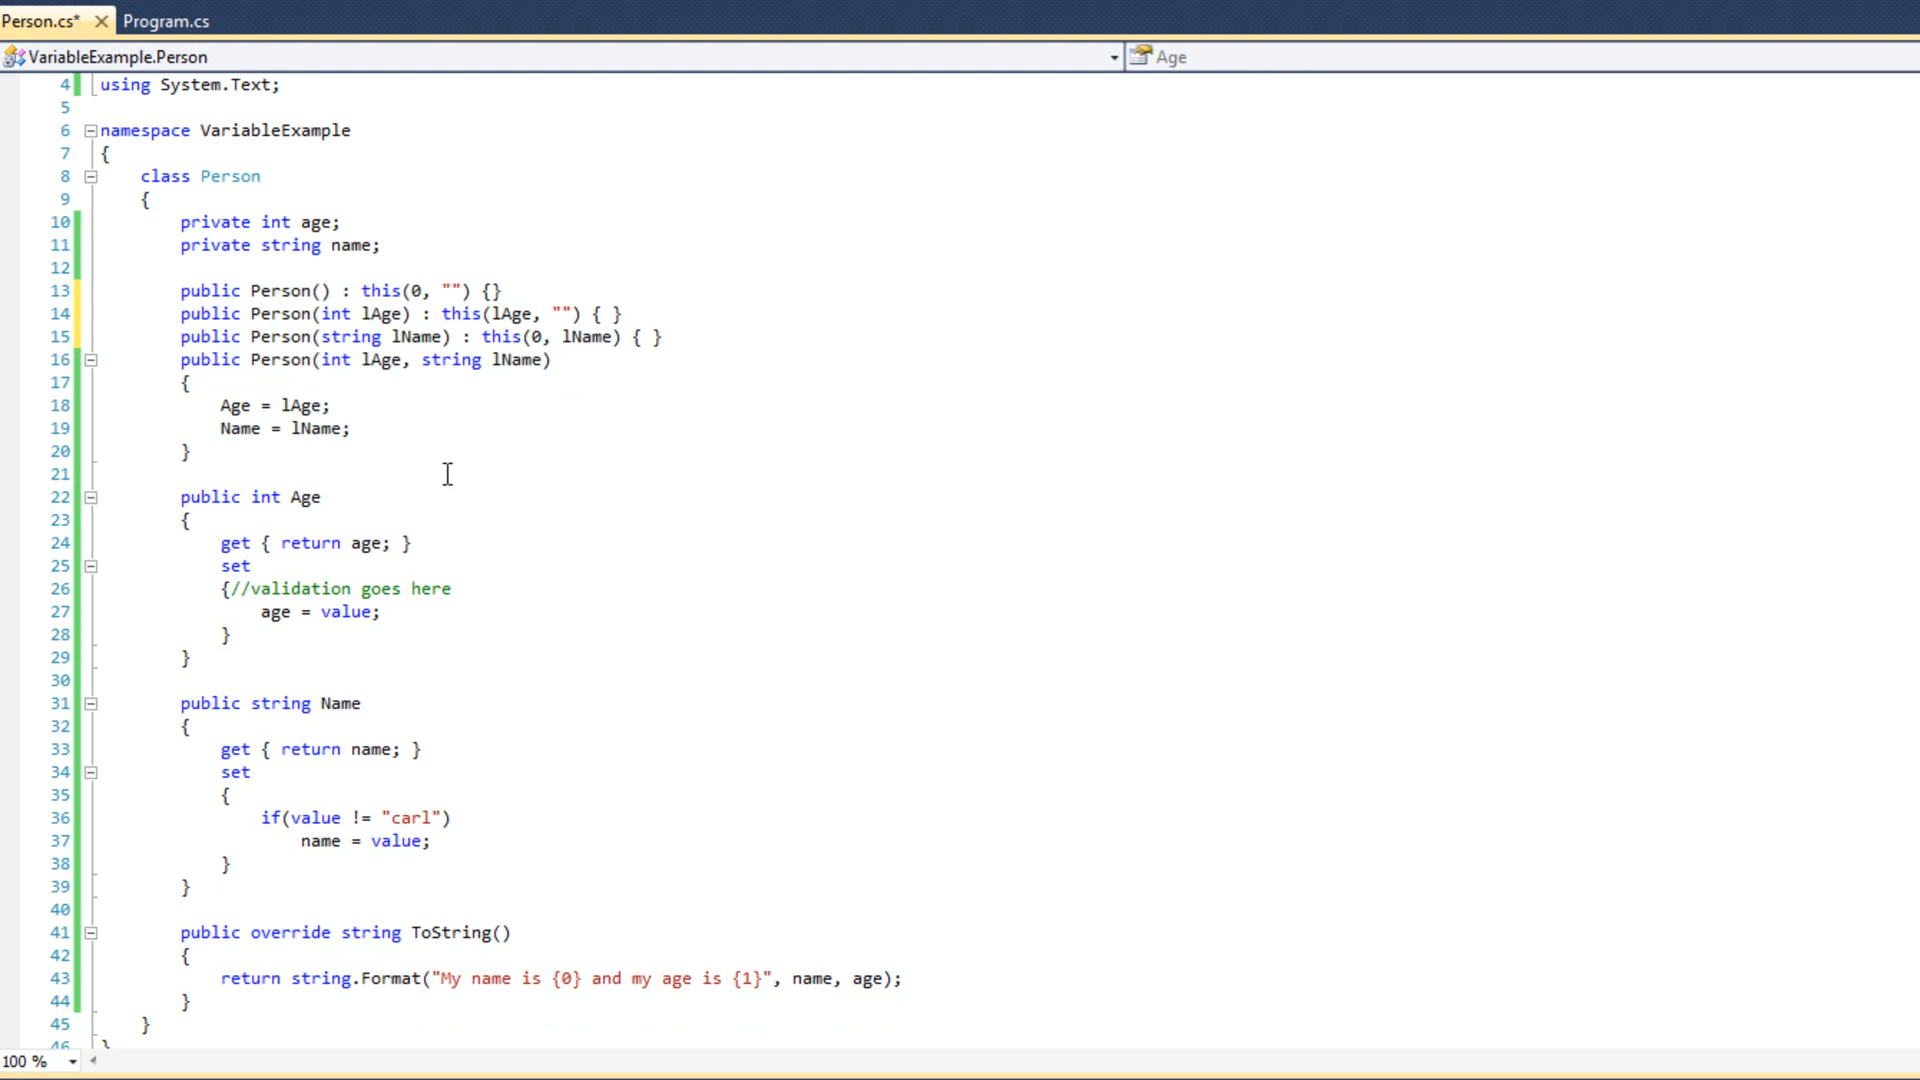 Person.cs* Program.cs
VariableExample.Person Age
4 using System.Text;
5
6 namespace VariableExample
7 {
8 class Person
9 {
10 private int age;
11 private string name;
12
13 public Person() : this(0, "") {}
14 public Person(int lAge) : this(lAge, "") { }
15 public Person(string lName) : this(0, lName) { }
16 public Person(int lAge, string lName)
17 {
18 Age = lAge;
19 Name = lName;
20 }
21
22 public int Age
23 {
24 get { return age; }
25 set
26 {//validation goes here
27 age = value;
28 }
29 }
30
31 public string Name
32 {
33 get { return name; }
34 set
35 {
36 if(value != "carl")
37 name = value;
38 }
39 }
40
41 public override string ToString()
42 {
43 return string.Format("My name is {0} and my age is {1}", name, age);
44 }
45 }
46 }
100 %